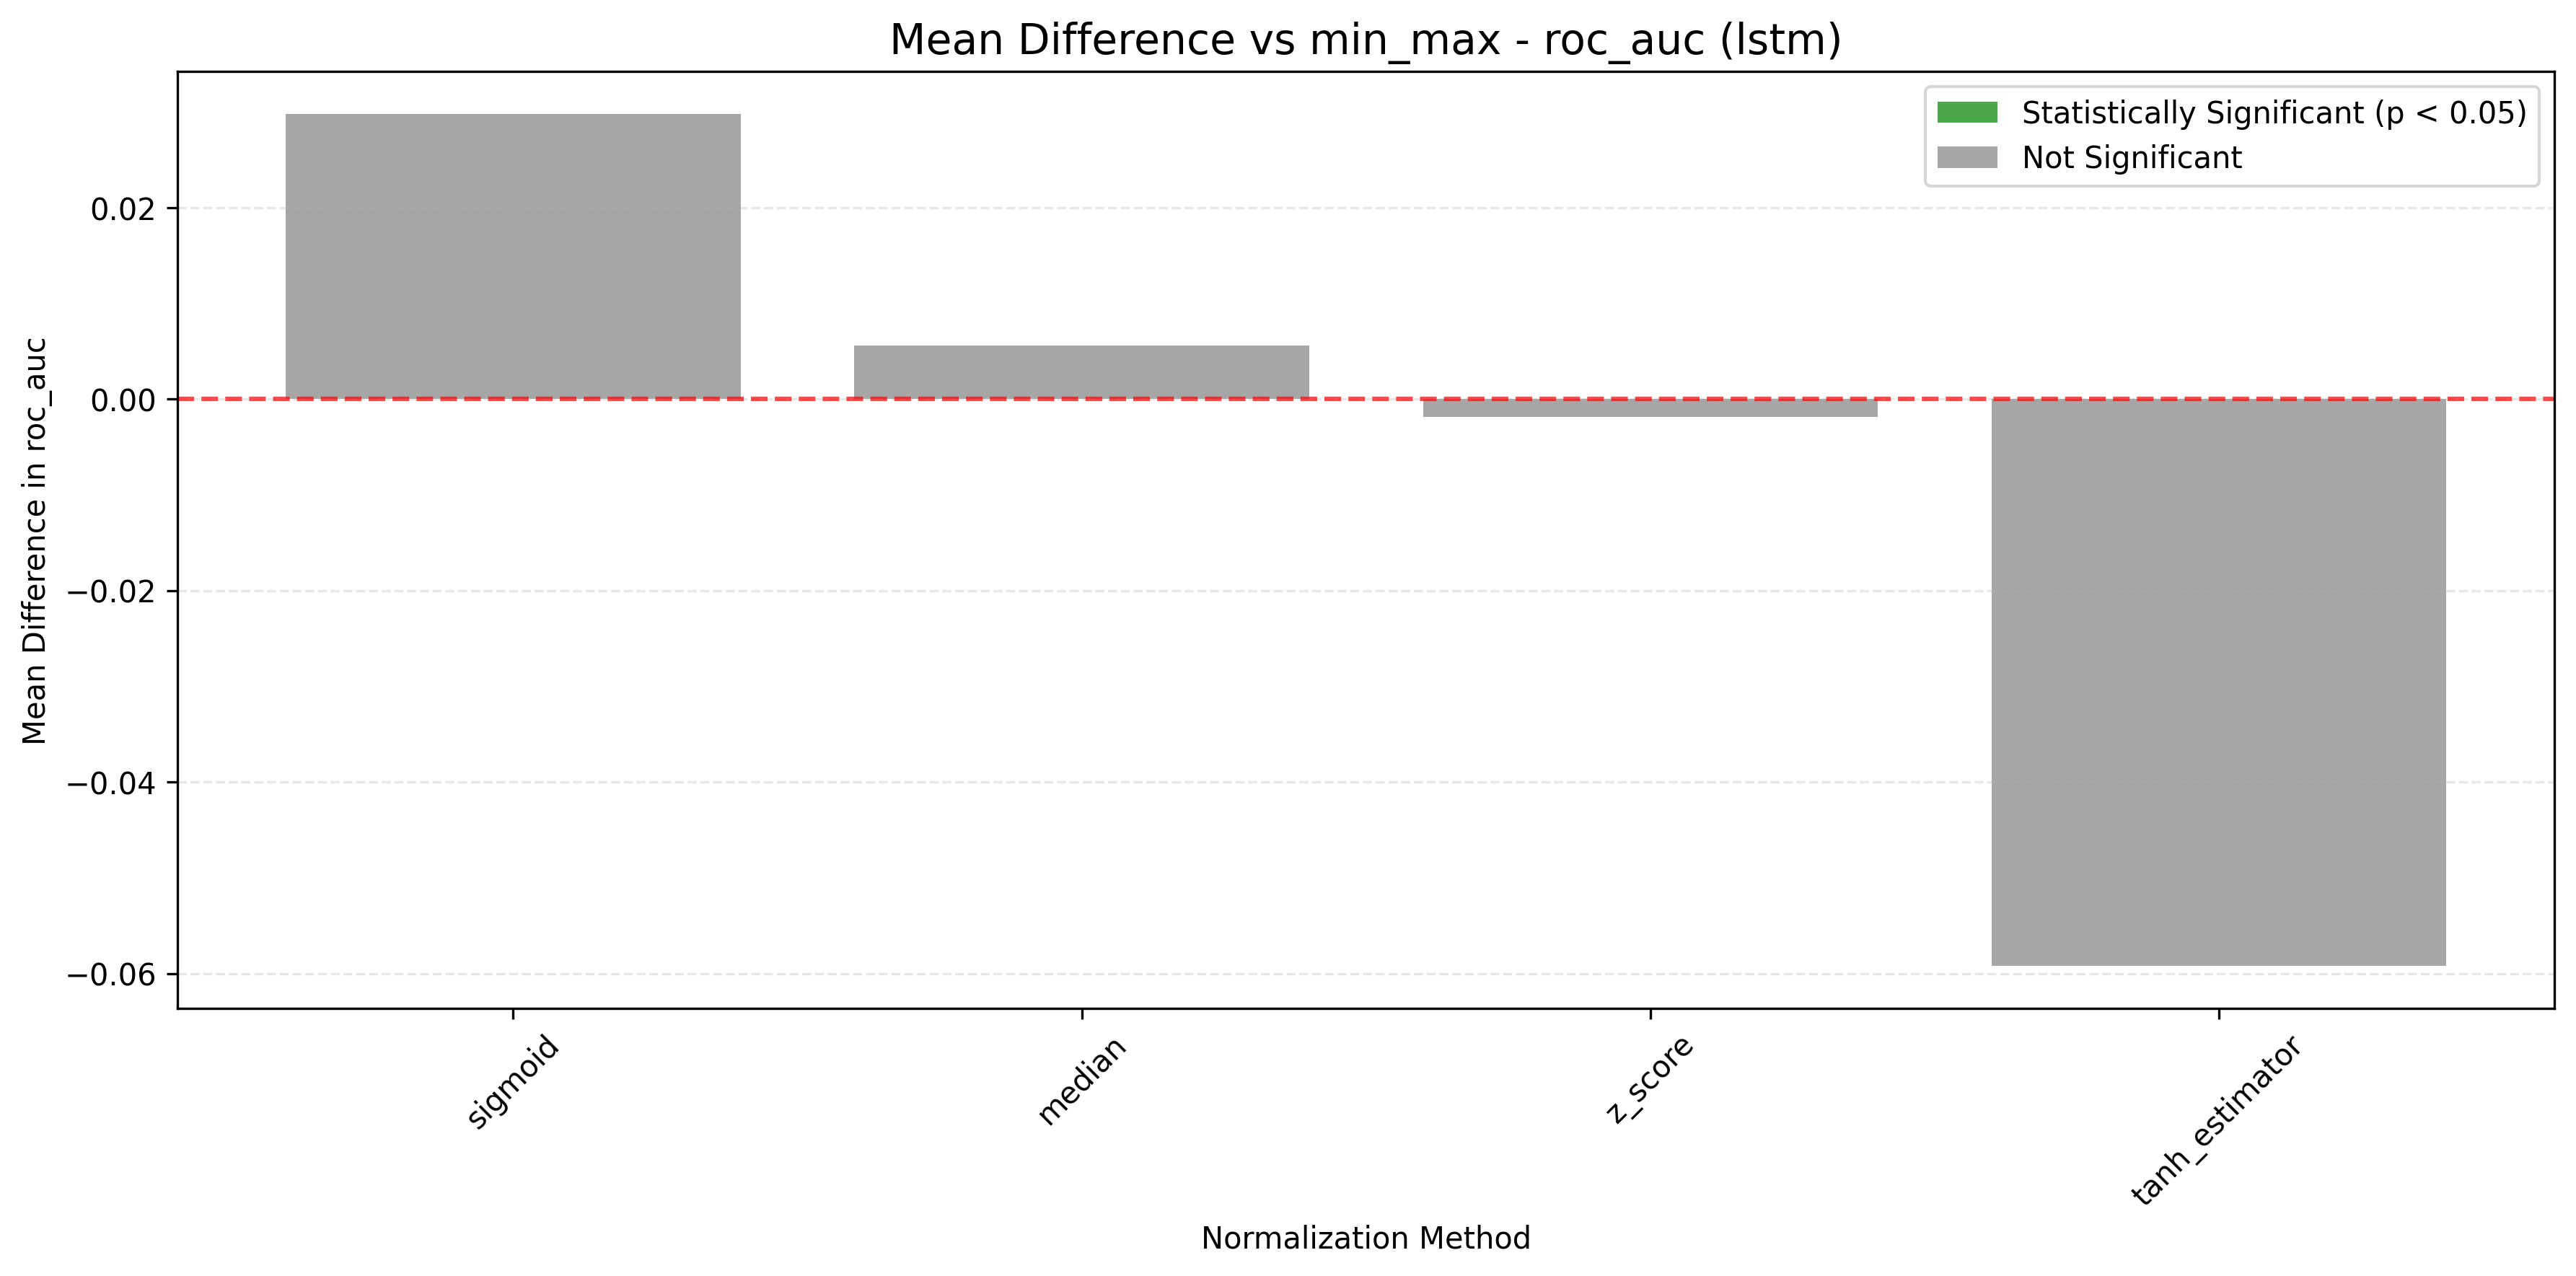 Mean Difference vs min_max - roc_auc (lstm)
Statistically Significant (p < 0.05)
Not Significant
Mean Difference in roc_auc
0.02
0.00
−0.02
−0.04
−0.06
sigmoid
median
z_score
tanh_estimator
Normalization Method